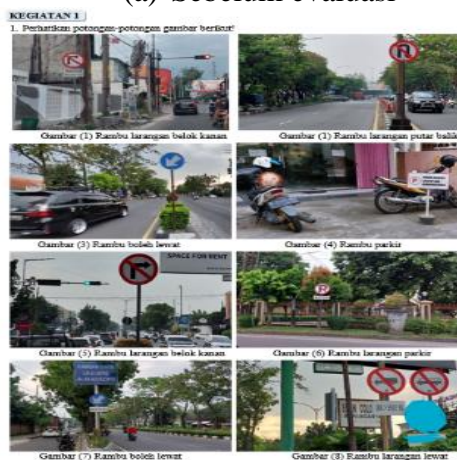 (a) Sebelum evaluasi
KEGIATAN 1
1. Perhatikan potongan-potongan gambar berikut!
Gambar (1) Rambu larangan belok kanan
Gambar (1) Rambu larangan putar balik
Gambar (3) Rambu boleh lewat
Gambar (4) Rambu parkir
SPACE FOR RENT
Gambar (5) Rambu larangan belok kanan
Gambar (6) Rambu larangan parkir
Gambar (7) Rambu boleh lewat
Gambar (8) Rambu larangan lewat